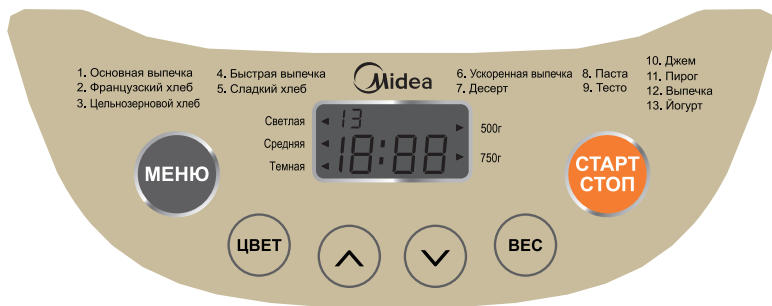 1. Основная выпечка
2. Французский хлеб
3. Цельнозерновой хлеб
4. Быстрая выпечка
5. Сладкий хлеб
Midea
6. Ускоренная выпечка
7. Десерт
8. Паста
9. Тесто
10. Джем
11. Пирог
12. Выпечка
13. Йогурт
Светлая
Средняя
Темная
13
18:88
500г
750г
МЕНЮ
СТАРТ
СТОП
ЦВЕТ
ВЕС